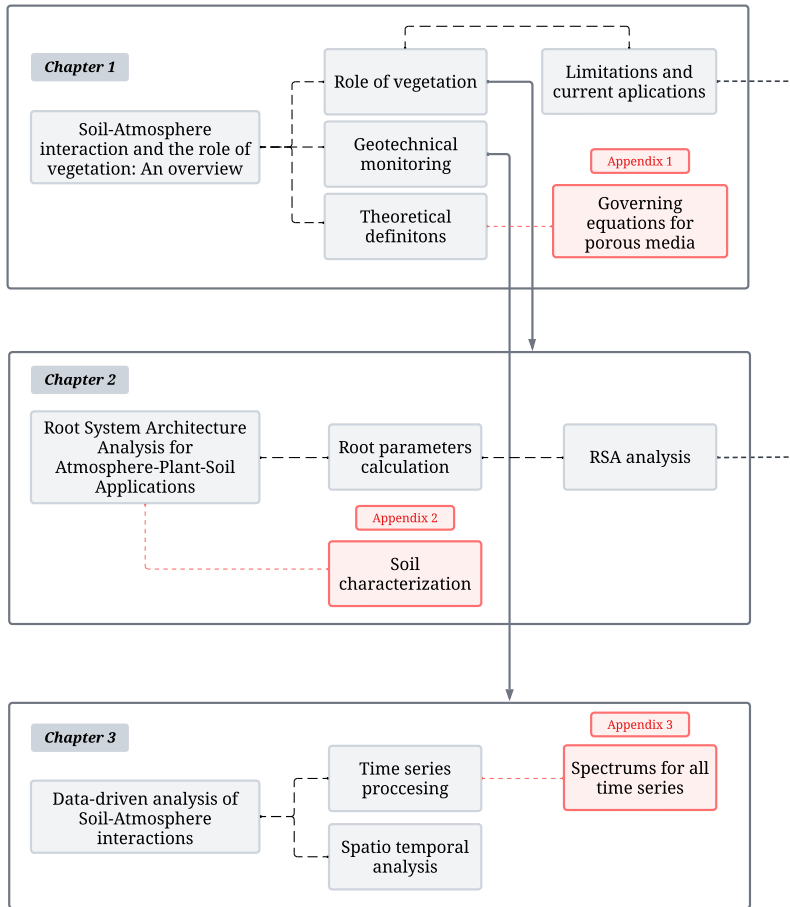 Chapter 1
Soil-Atmosphere
interaction and the role of
vegetation: An overview
Role of vegetation
Limitations and
current aplications
Geotechnical
monitoring
Theoretical
definitons
Appendix 1
Governing
equations for
porous media
Chapter 2
Root System Architecture
Analysis for
Atmosphere-Plant-Soil
Applications
Root parameters
calculation
RSA analysis
Appendix 2
Soil
characterization
Chapter 3
Data-driven analysis of
Soil-Atmosphere
interactions
Time series
proccesing
Spatio temporal
analysis
Appendix 3
Spectrums for all
time series